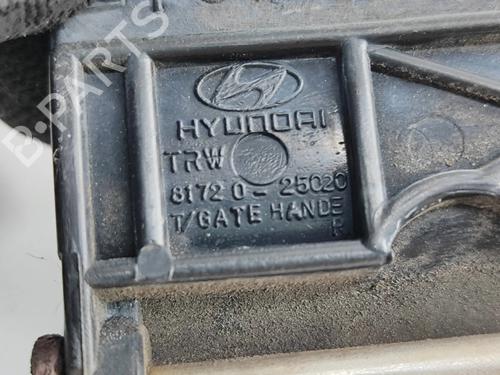 B-PARTS
HYUNDAI
TRW
81720-25020
T/GATE HANDE
R